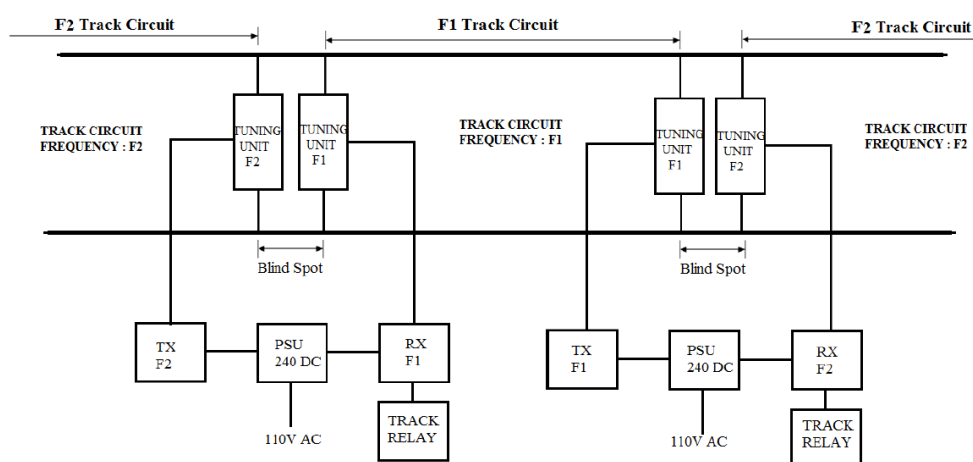 F2 Track Circuit
F1 Track Circuit
F2 Track Circuit
TRACK CIRCUIT
FREQUENCY : F2
TUNING
UNIT
F2
TUNING
UNIT
F1
TRACK CIRCUIT
FREQUENCY : F1
TUNING
UNIT
F1
TUNING
UNIT
F2
TRACK CIRCUIT
FREQUENCY : F2
Blind Spot
Blind Spot
TX
F2
PSU
240 DC
RX
F1
TX
F1
PSU
240 DC
RX
F2
110V AC
TRACK
RELAY
110V AC
TRACK
RELAY